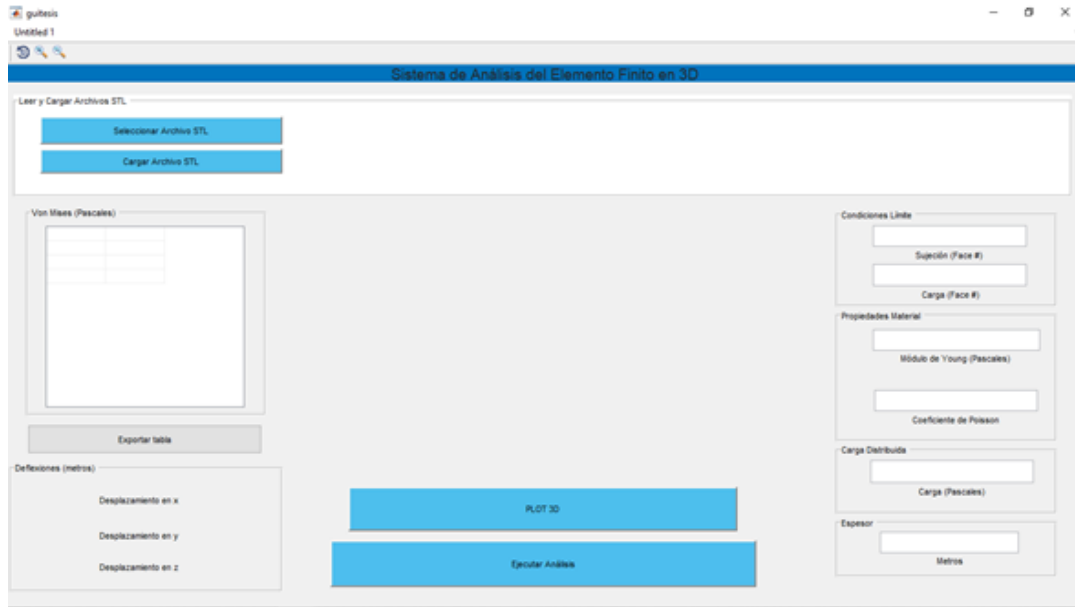 guitesis
Untitled 1
Sistema de Análisis del Elemento Finito en 3D
Leer y Cargar Archivos STL
Seleccionar Archivo STL
Cargar Archivo STL
Von Mises (Pascales)
Exportar tabla
Deflexiones (metros)
Desplazamiento en x
Desplazamiento en y
Desplazamiento en z
PLOT 3D
Ejecutar Análisis
Condiciones Límite
Sujeción (Face #)
Carga (Face #)
Propiedades Material
Módulo de Young (Pascales)
Coeficiente de Poisson
Carga Distribuida
Carga (Pascales)
Espesor
Metros